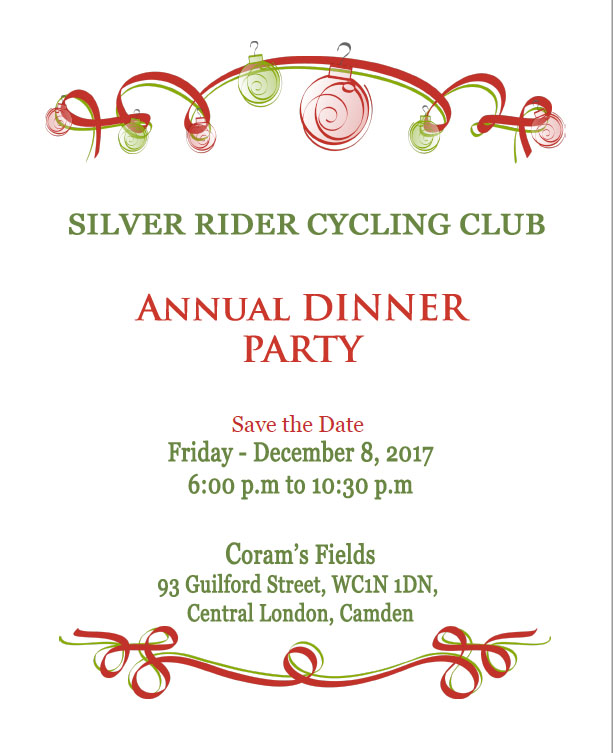 SILVER RIDER CYCLING CLUB
ANNUAL DINNER
PARTY
Save the Date
Friday - December 8, 2017
6:00 p.m to 10:30 p.m
Coram's Fields
93 Guilford Street, WC1N 1DN,
Central London, Camden